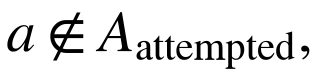 a ∉ A_attempted,